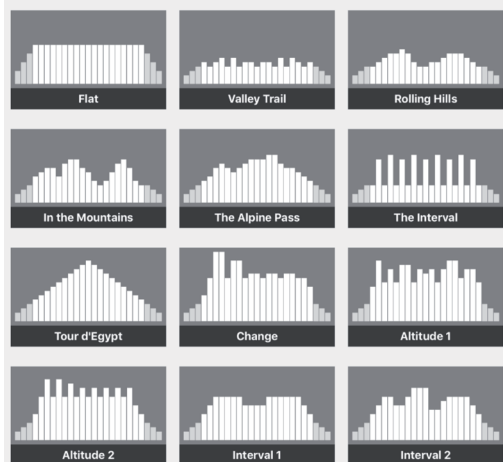 Flat
Valley Trail
Rolling Hills
In the Mountains
The Alpine Pass
The Interval
Tour d'Egypt
Change
Altitude 1
Altitude 2
Interval 1
Interval 2